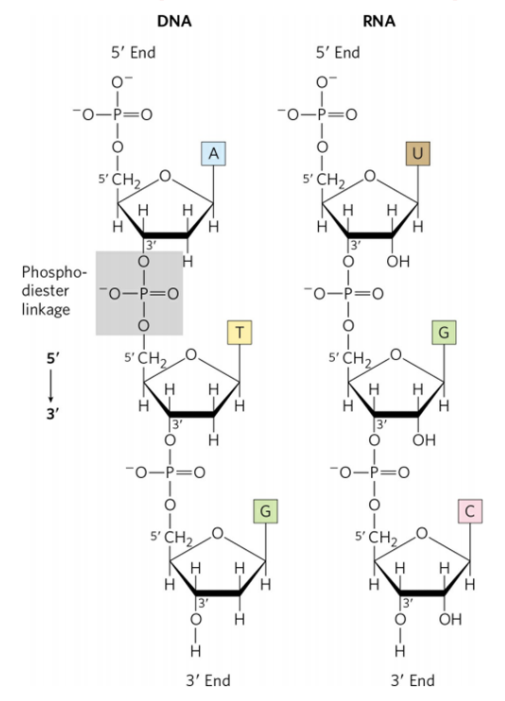 DNA
RNA
5′ End
5′ End
O⁻
O⁻
⁻O—P=O
⁻O—P=O
O
O
A
U
5′ CH₂ O
5′ CH₂ O
H H H H
H H H H
3′
3′
O H
O OH
Phospho-
diester
linkage
⁻O—P=O
⁻O—P=O
O
O
T
G
5′
3′
5′ CH₂ O
5′ CH₂ O
H H H H
H H H H
3′
3′
O H
O OH
⁻O—P=O
⁻O—P=O
O
O
G
C
5′ CH₂ O
5′ CH₂ O
H H H H
H H H H
3′
3′
O H
O OH
H
H
3′ End
3′ End